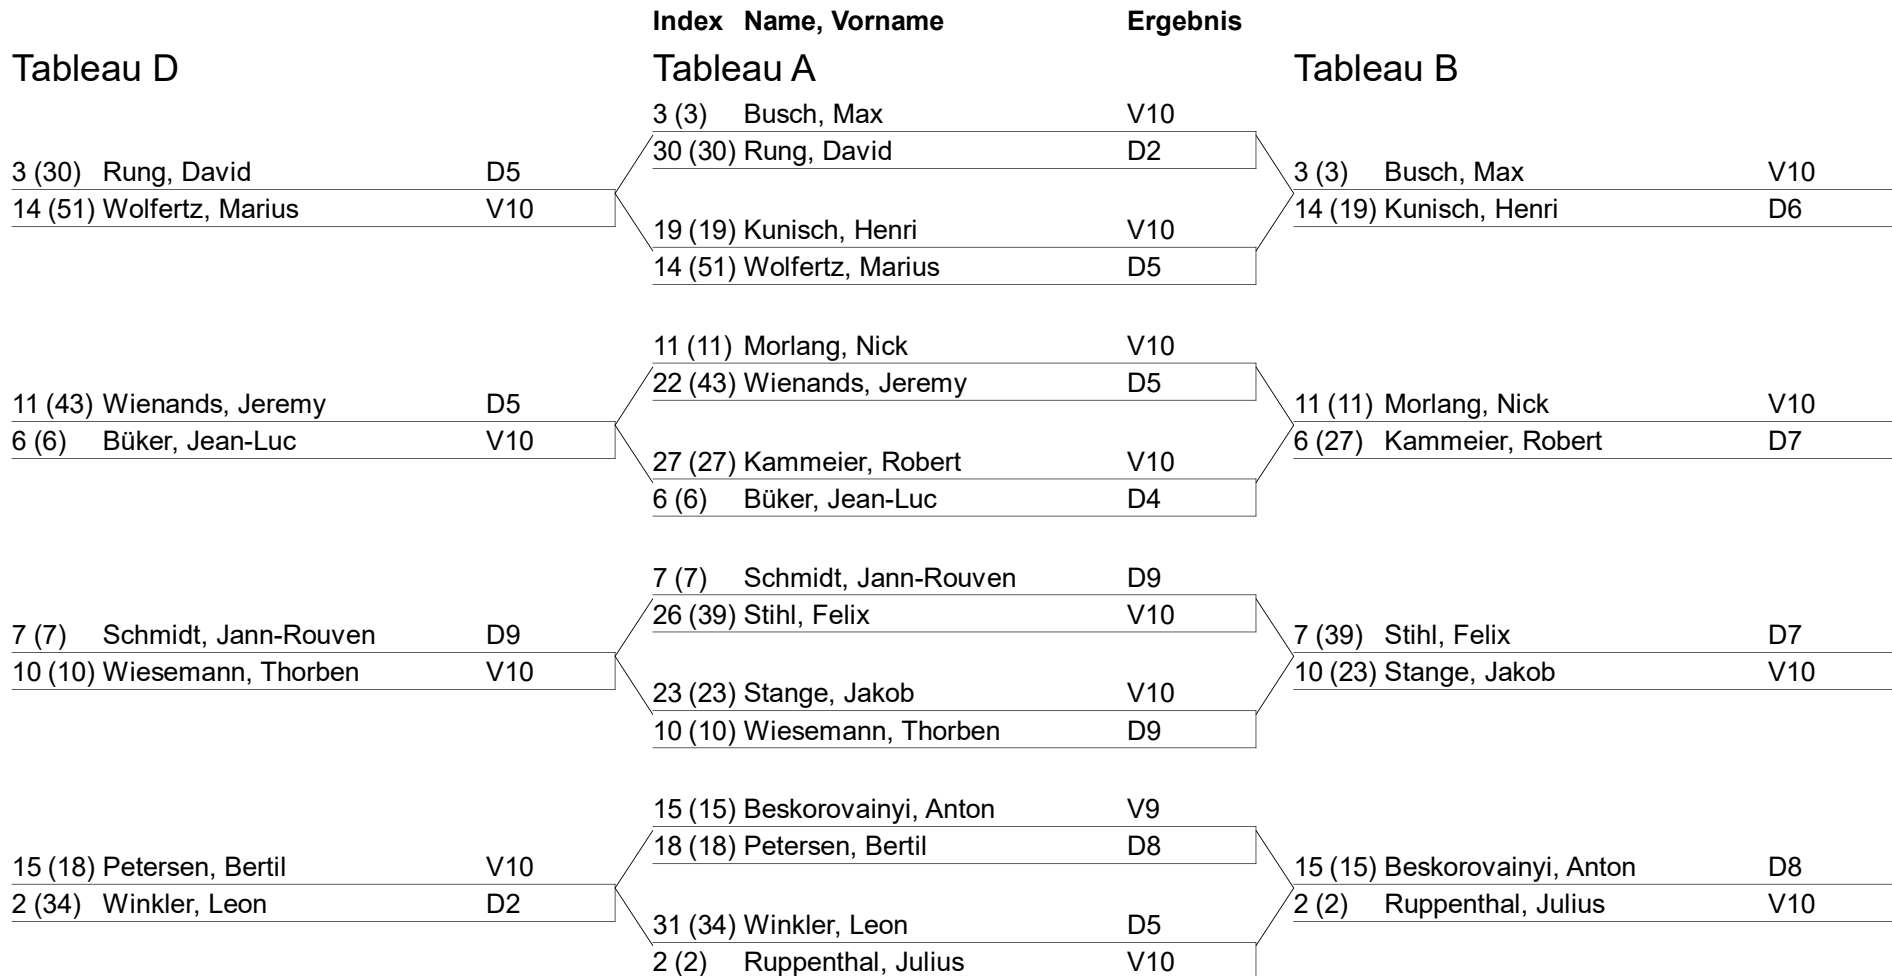 Index Name, Vorname Ergebnis
Tableau D Tableau A Tableau B
3 (3) Busch, Max V10
30 (30) Rung, David D2
3 (30) Rung, David D5 3 (3) Busch, Max V10
14 (51) Wolfertz, Marius V10 14 (19) Kunisch, Henri D6
19 (19) Kunisch, Henri V10
14 (51) Wolfertz, Marius D5
11 (11) Morlang, Nick V10
22 (43) Wienands, Jeremy D5
11 (43) Wienands, Jeremy D5 11 (11) Morlang, Nick V10
6 (6) Büker, Jean-Luc V10 6 (27) Kammeier, Robert D7
27 (27) Kammeier, Robert V10
6 (6) Büker, Jean-Luc D4
7 (7) Schmidt, Jann-Rouven D9
26 (39) Stihl, Felix V10
7 (7) Schmidt, Jann-Rouven D9 7 (39) Stihl, Felix D7
10 (10) Wiesemann, Thorben V10 10 (23) Stange, Jakob V10
23 (23) Stange, Jakob V10
10 (10) Wiesemann, Thorben D9
15 (15) Beskorovainyi, Anton V9
18 (18) Petersen, Bertil D8
15 (18) Petersen, Bertil V10 15 (15) Beskorovainyi, Anton D8
2 (34) Winkler, Leon D2 2 (2) Ruppenthal, Julius V10
31 (34) Winkler, Leon D5
2 (2) Ruppenthal, Julius V10